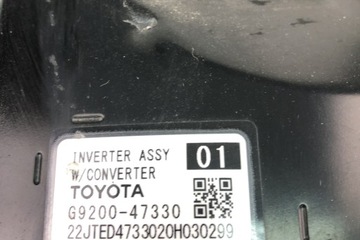 INVERTER ASSY 01
W/CONVERTER
TOYOTA
G9200-47330
22JTED4733020H030299